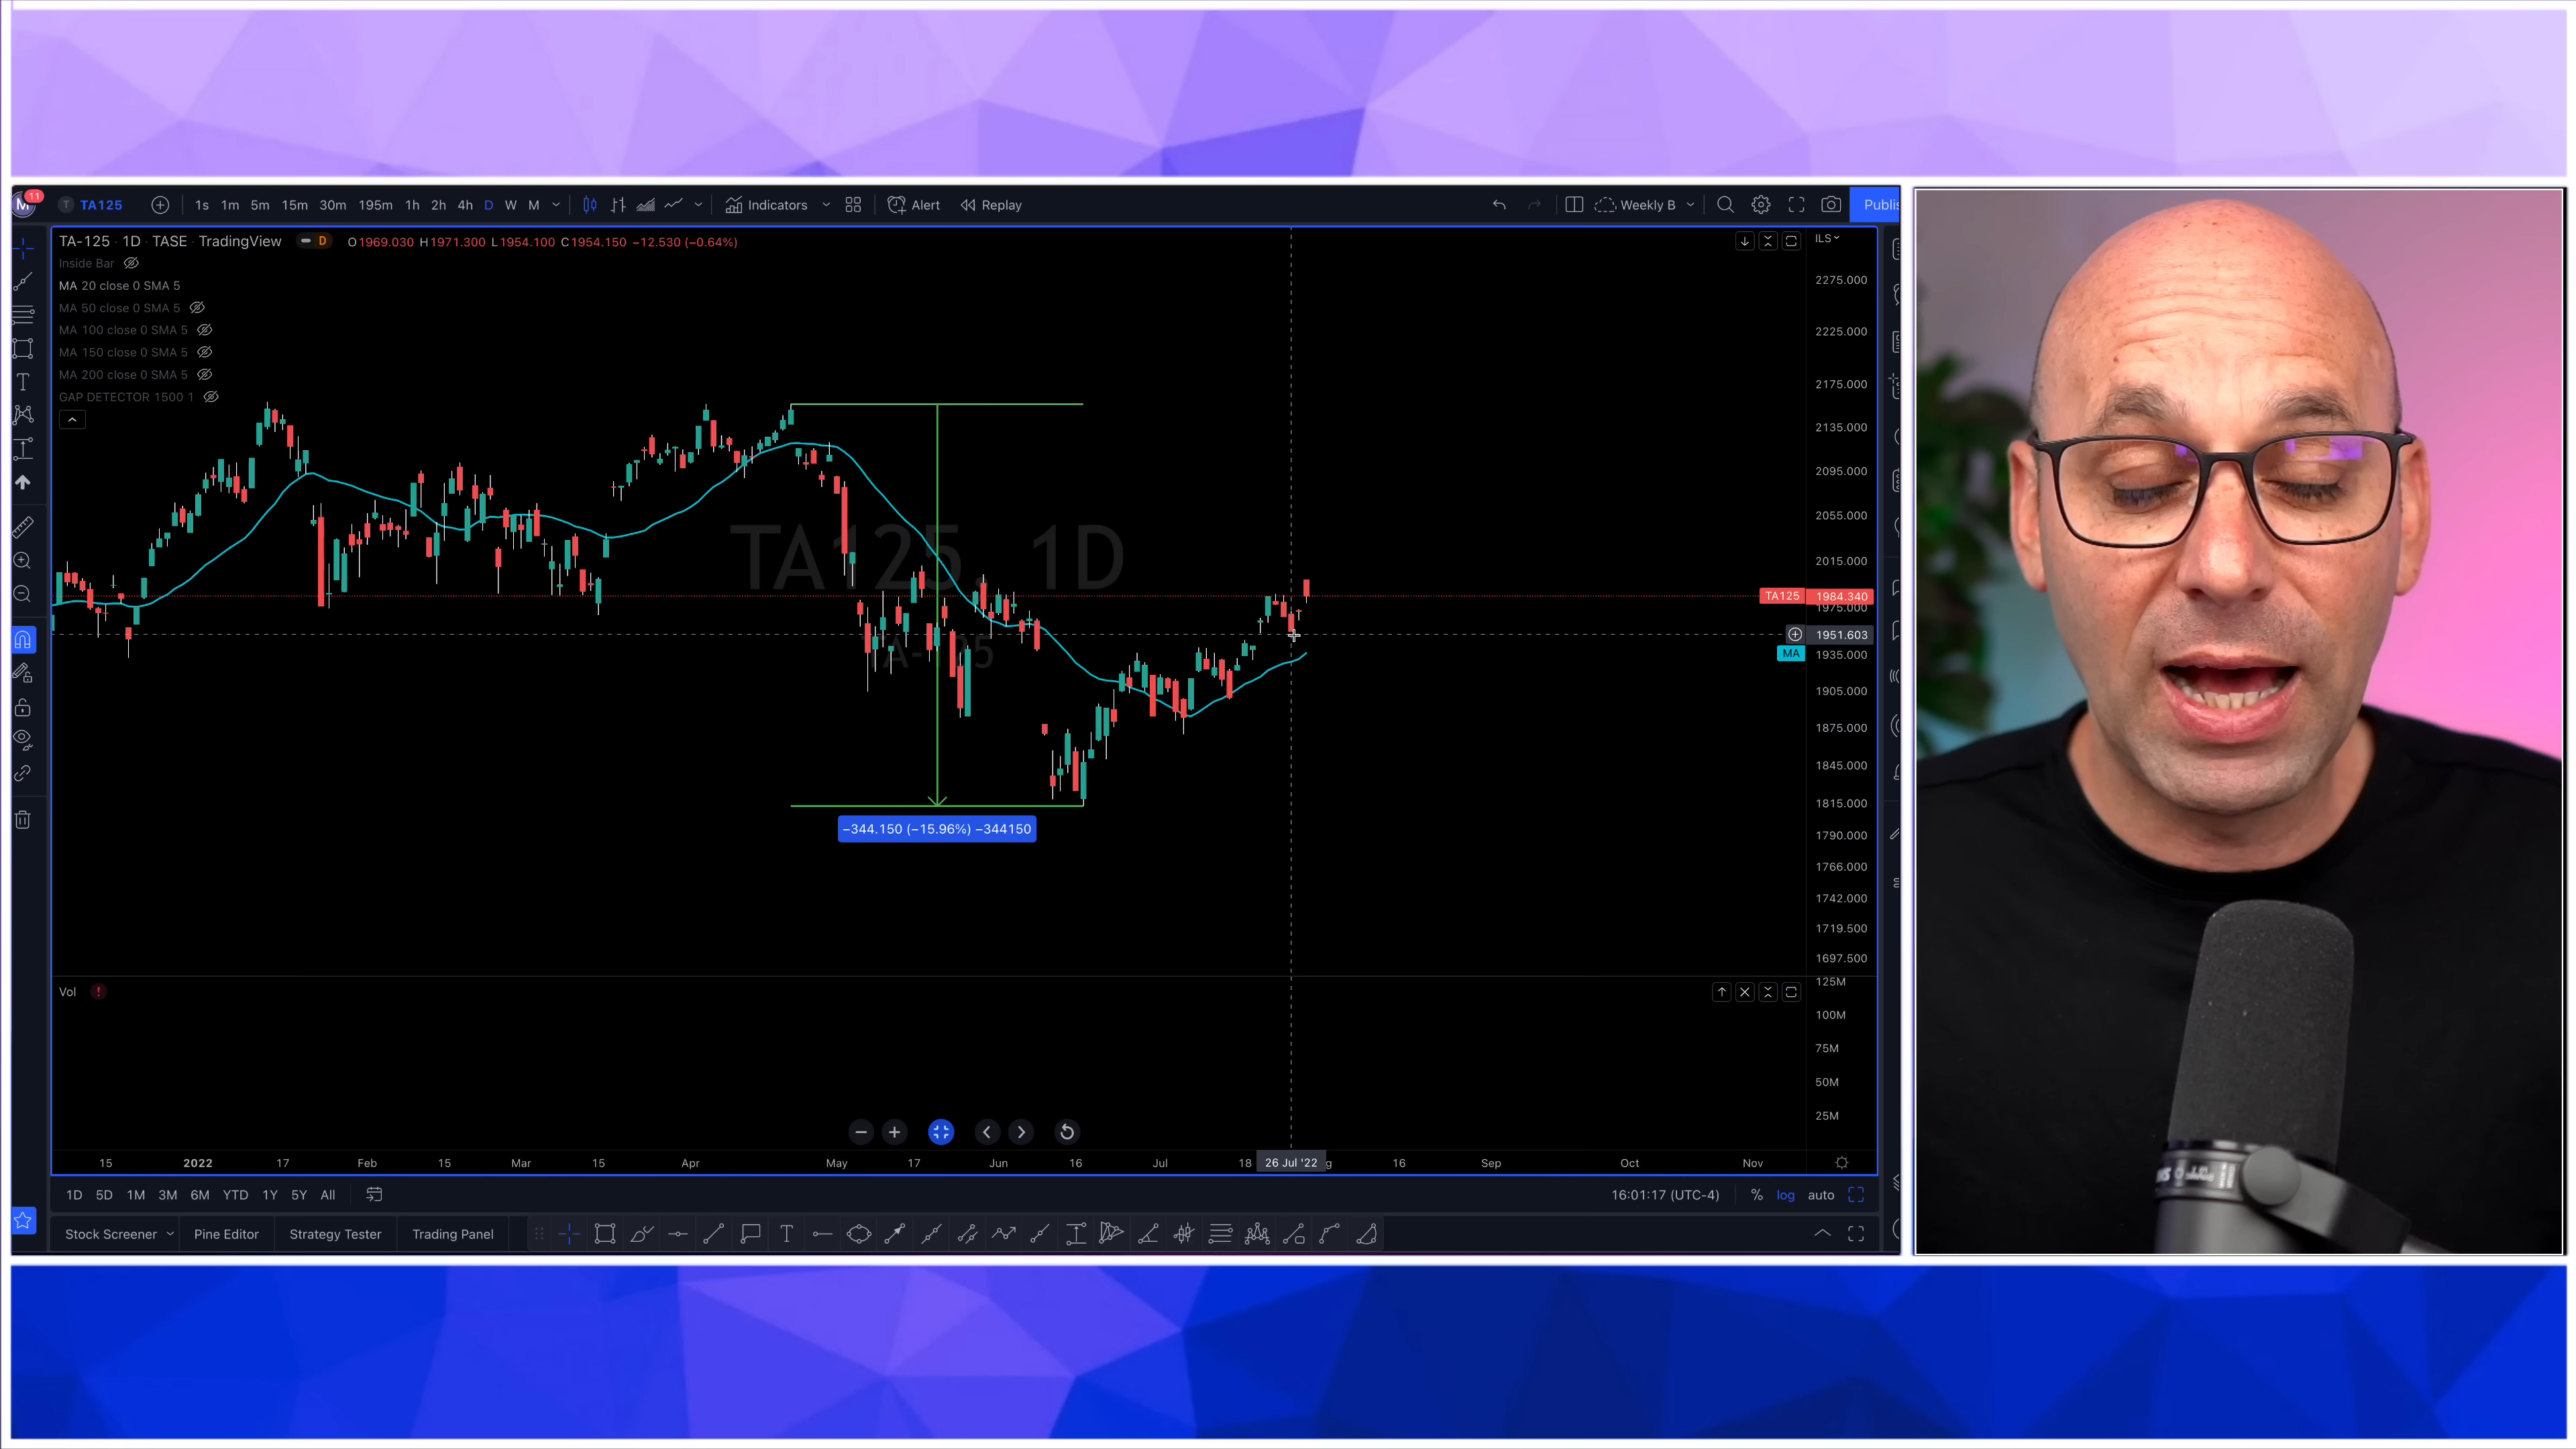 M 11 T TA125 1s 1m 5m 15m 30m 195m 1h 2h 4h D W M Indicators Alert Replay Weekly B
TA-125 · 1D · TASE · TradingView D O1969.030 H1971.300 L1954.100 C1954.150 −12.530 (−0.64%) ILS
Inside Bar
MA 20 close 0 SMA 5
MA 50 close 0 SMA 5
MA 100 close 0 SMA 5
MA 150 close 0 SMA 5
MA 200 close 0 SMA 5
GAP DETECTOR 1500 1
2275.000
2225.000
2175.000
2135.000
2095.000
2055.000
2015.000
TA125, 1D
TA125 1984.340
1975.000
1951.603
MA 1935.000
1905.000
1875.000
1845.000
1815.000
−344.150 (−15.96%) −344150
1790.000
1766.000
1742.000
1719.500
1697.500
Vol !
125M
100M
75M
50M
25M
15 2022 17 Feb 15 Mar 15 Apr May 17 Jun 16 Jul 18 26 Jul '22 16 Sep Oct Nov
1D 5D 1M 3M 6M YTD 1Y 5Y All 16:01:17 (UTC-4) % log auto
Stock Screener Pine Editor Strategy Tester Trading Panel